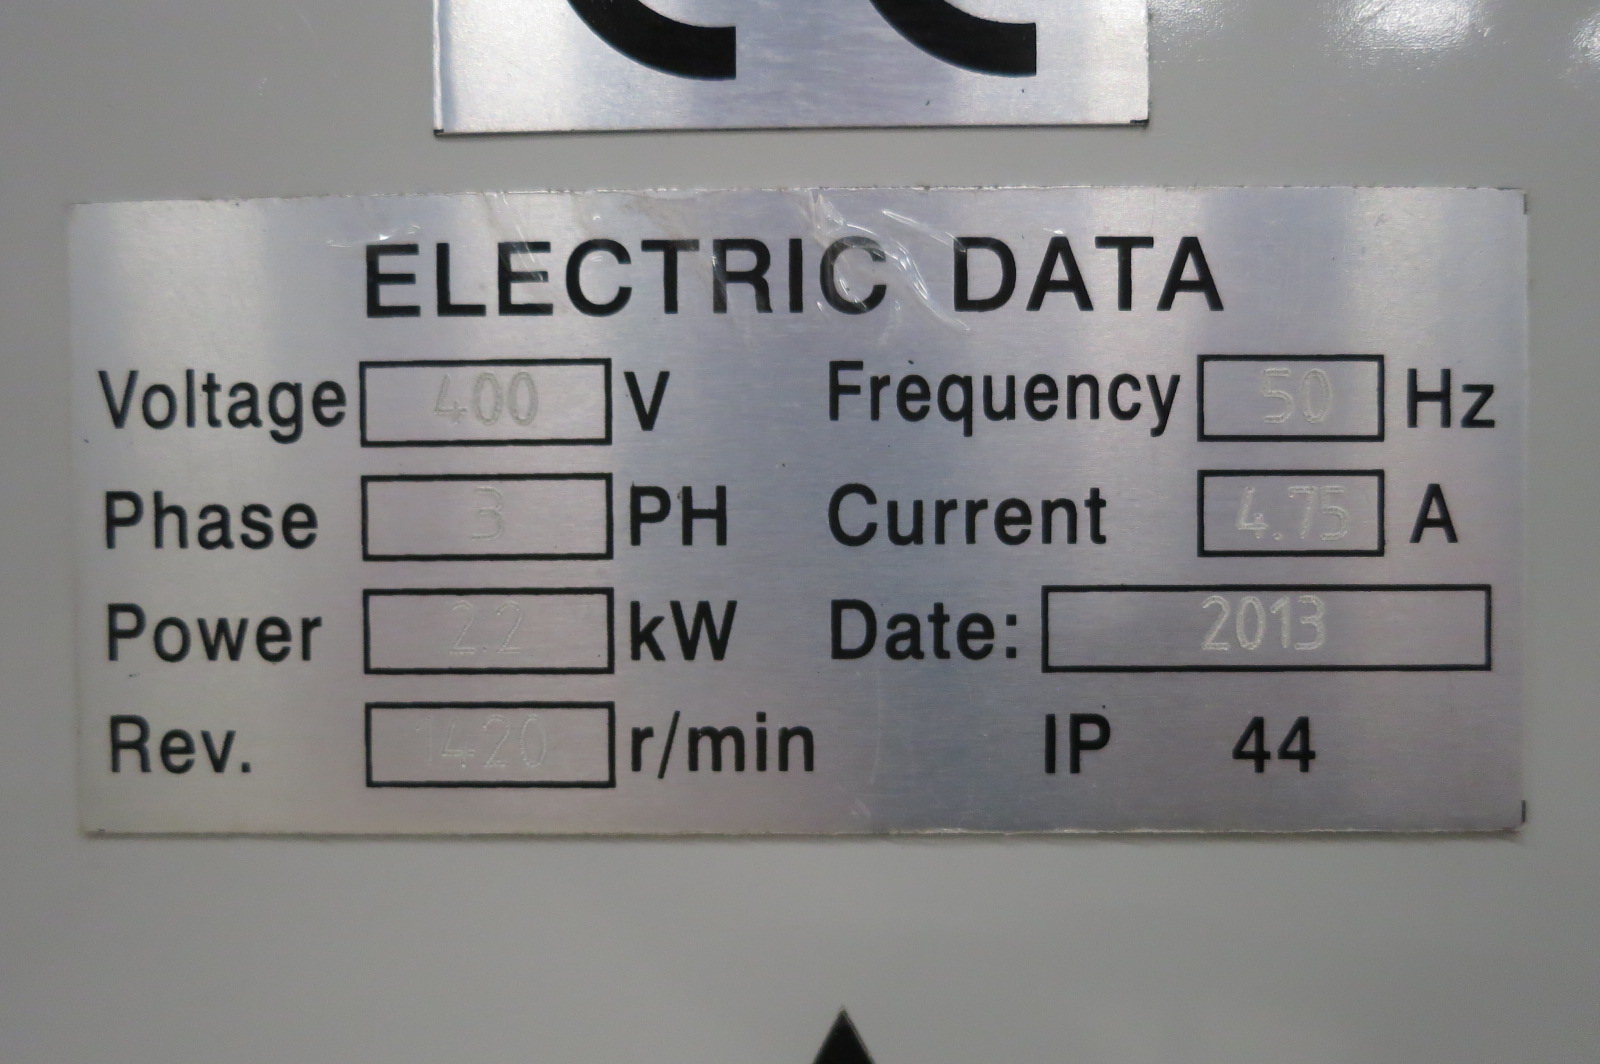 CE
ELECTRIC DATA
Voltage 400 V Frequency 50 Hz
Phase 3 PH Current 4.75 A
Power 2.2 kW Date: 2013
Rev. 1420 r/min IP 44